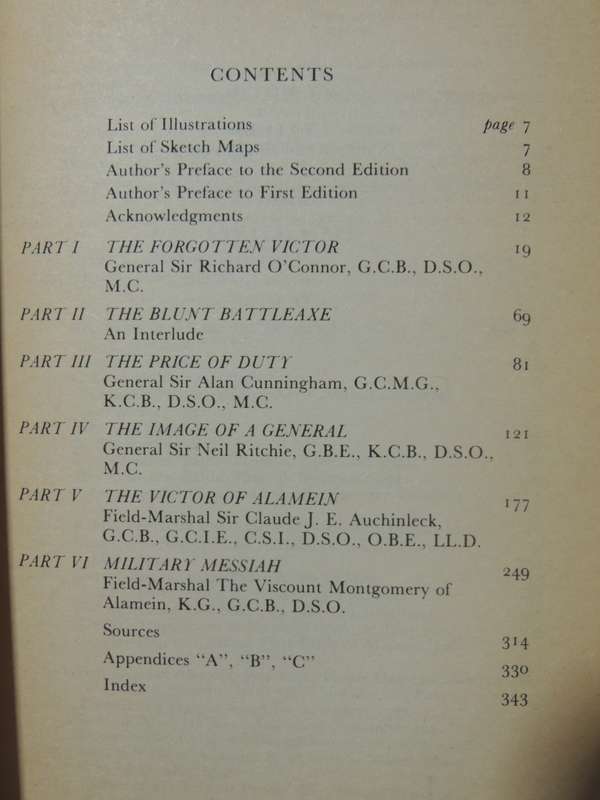 CONTENTS
List of Illustrations page 7
List of Sketch Maps 7
Author's Preface to the Second Edition 8
Author's Preface to First Edition 11
Acknowledgments 12
PART I THE FORGOTTEN VICTOR 19
General Sir Richard O'Connor, G.C.B., D.S.O.,
M.C.
PART II THE BLUNT BATTLEAXE 69
An Interlude
PART III THE PRICE OF DUTY 81
General Sir Alan Cunningham, G.C.M.G.,
K.C.B., D.S.O., M.C.
PART IV THE IMAGE OF A GENERAL 121
General Sir Neil Ritchie, G.B.E., K.C.B., D.S.O.,
M.C.
PART V THE VICTOR OF ALAMEIN 177
Field-Marshal Sir Claude J. E. Auchinleck,
G.C.B., G.C.I.E., C.S.I., D.S.O., O.B.E., LL.D.
PART VI MILITARY MESSIAH 249
Field-Marshal The Viscount Montgomery of
Alamein, K.G., G.C.B., D.S.O.
Sources 314
Appendices "A", "B", "C" 330
Index 343